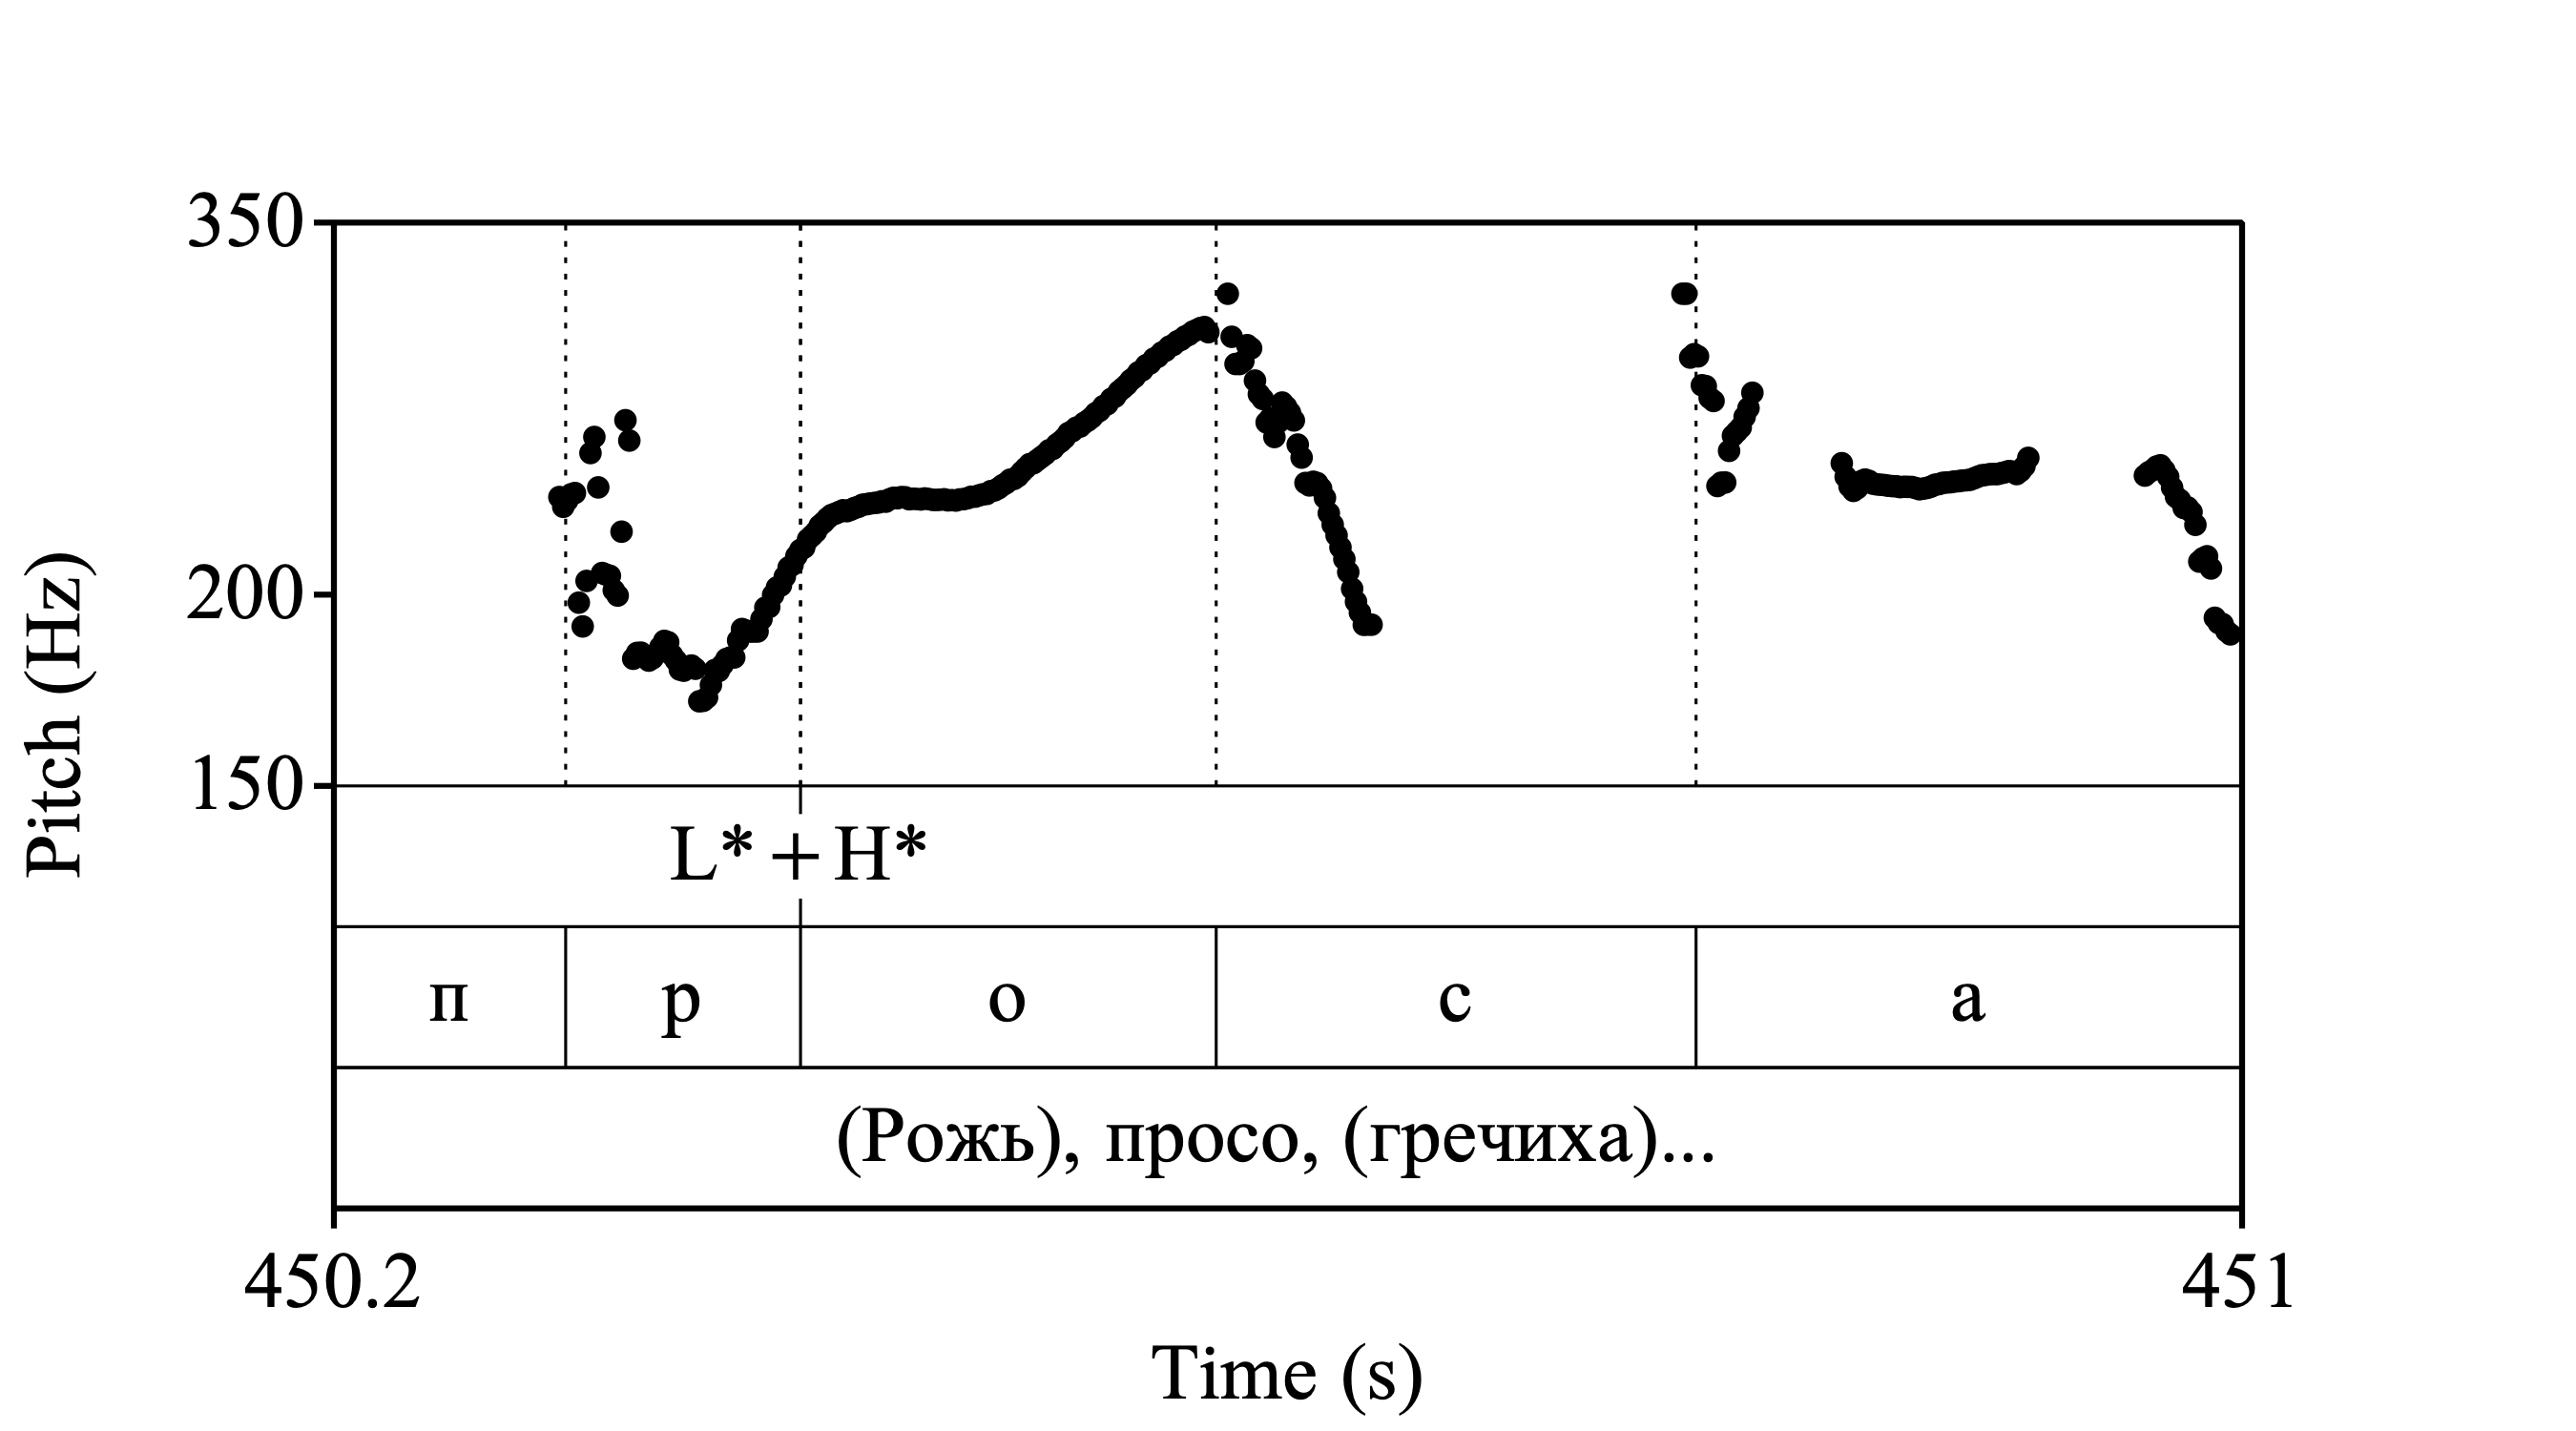 350
200
150
Pitch (Hz)
L* + H*
п р о с а
(Рожь), просо, (гречиха)...
450.2 451
Time (s)